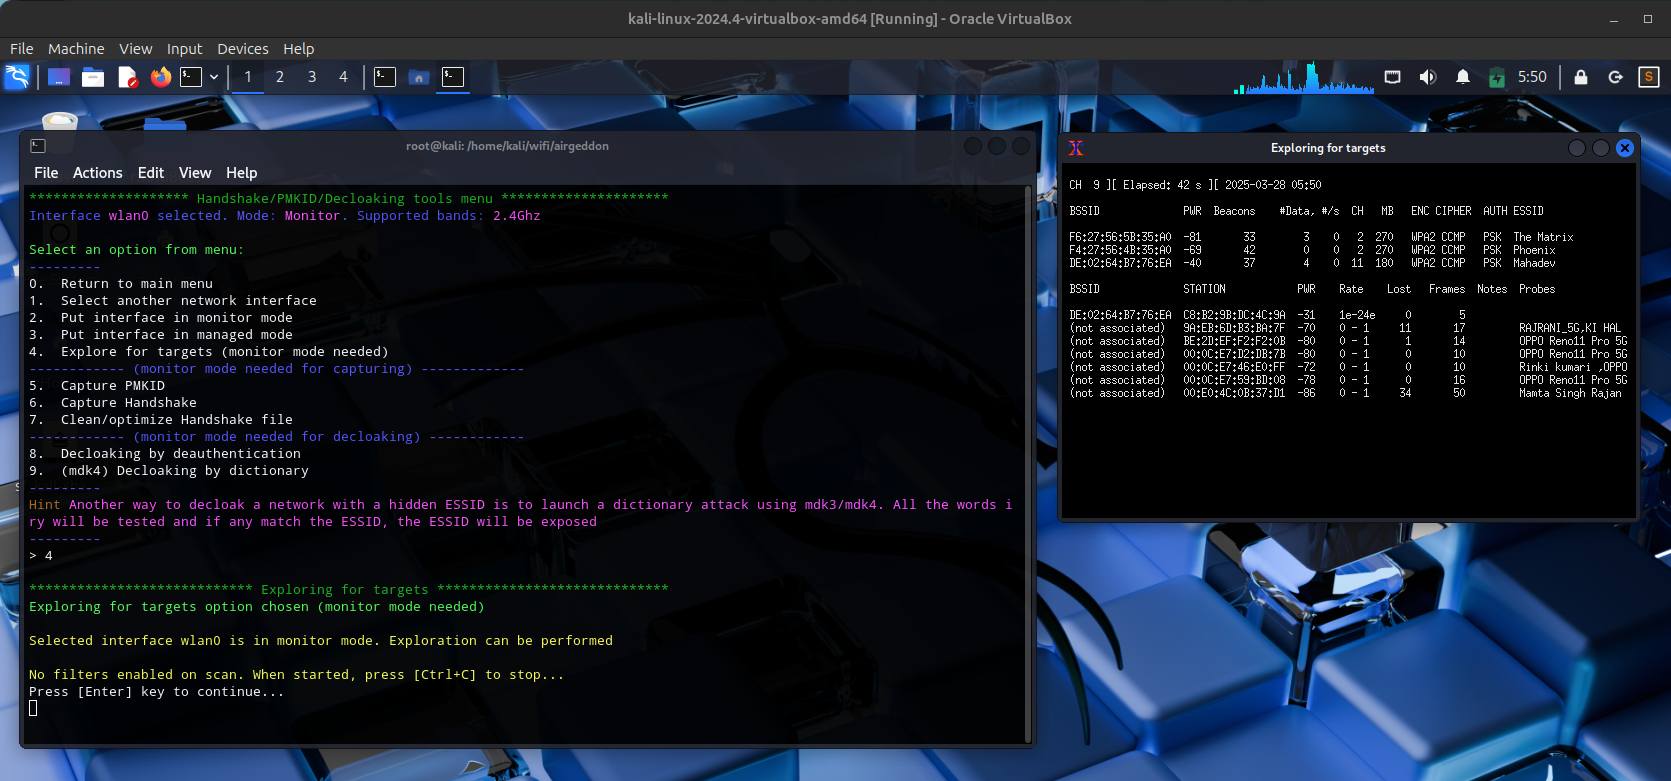 kali-linux-2024.4-virtualbox-amd64 [Running] - Oracle VirtualBox
File Machine View Input Devices Help
1 2 3 4 5:50 S
root@kali: /home/kali/wifi/airgeddon
File Actions Edit View Help
******************** Handshake/PMKID/Decloaking tools menu *********************
Interface wlan0 selected. Mode: Monitor. Supported bands: 2.4Ghz
Select an option from menu:
---------
0. Return to main menu
1. Select another network interface
2. Put interface in monitor mode
3. Put interface in managed mode
4. Explore for targets (monitor mode needed)
------------ (monitor mode needed for capturing) -------------
5. Capture PMKID
6. Capture Handshake
7. Clean/optimize Handshake file
------------ (monitor mode needed for decloaking) ------------
8. Decloaking by deauthentication
9. (mdk4) Decloaking by dictionary
---------
Hint Another way to decloak a network with a hidden ESSID is to launch a dictionary attack using mdk3/mdk4. All the words i
ry will be tested and if any match the ESSID, the ESSID will be exposed
---------
> 4
**************************** Exploring for targets *****************************
Exploring for targets option chosen (monitor mode needed)
Selected interface wlan0 is in monitor mode. Exploration can be performed
No filters enabled on scan. When started, press [Ctrl+C] to stop...
Press [Enter] key to continue...
Exploring for targets
CH 9 ][ Elapsed: 42 s ][ 2025-03-28 05:50
BSSID PWR Beacons #Data, #/s CH MB ENC CIPHER AUTH ESSID
F6:27:56:5B:35:A0 -81 33 3 0 2 270 WPA2 CCMP PSK The Matrix
F4:27:56:4B:35:A0 -69 42 0 0 2 270 WPA2 CCMP PSK Phoenix
DE:02:64:B7:76:EA -40 37 4 0 11 180 WPA2 CCMP PSK Mahadev
BSSID STATION PWR Rate Lost Frames Notes Probes
DE:02:64:B7:76:EA C8:B2:9B:DC:4C:9A -31 1e-24e 0 5
(not associated) 9A:EB:6D:B3:BA:7F -70 0 - 1 11 17 RAJRANI_5G,KI HAL
(not associated) BE:2D:EF:F2:F2:0B -80 0 - 1 1 14 OPPO Reno11 Pro 5G
(not associated) 00:0C:E7:D2:DB:7B -80 0 - 1 0 10 OPPO Reno11 Pro 5G
(not associated) 00:0C:E7:46:E0:FF -72 0 - 1 0 10 Rinki kumari ,OPPO
(not associated) 00:0C:E7:59:BD:08 -78 0 - 1 0 16 OPPO Reno11 Pro 5G
(not associated) 00:E0:4C:0B:37:D1 -86 0 - 1 34 50 Mamta Singh Rajan